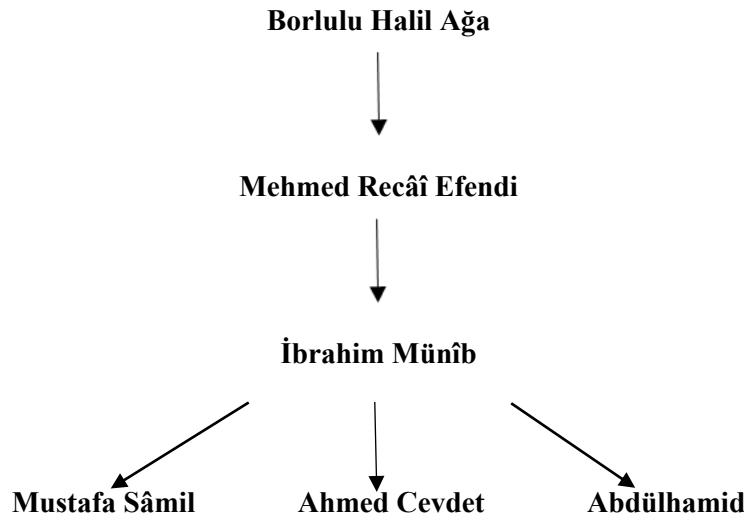 Borlulu Halil Ağa
Mehmed Recâî Efendi
İbrahim Münîb
Mustafa Sâmil Ahmed Cevdet Abdülhamid